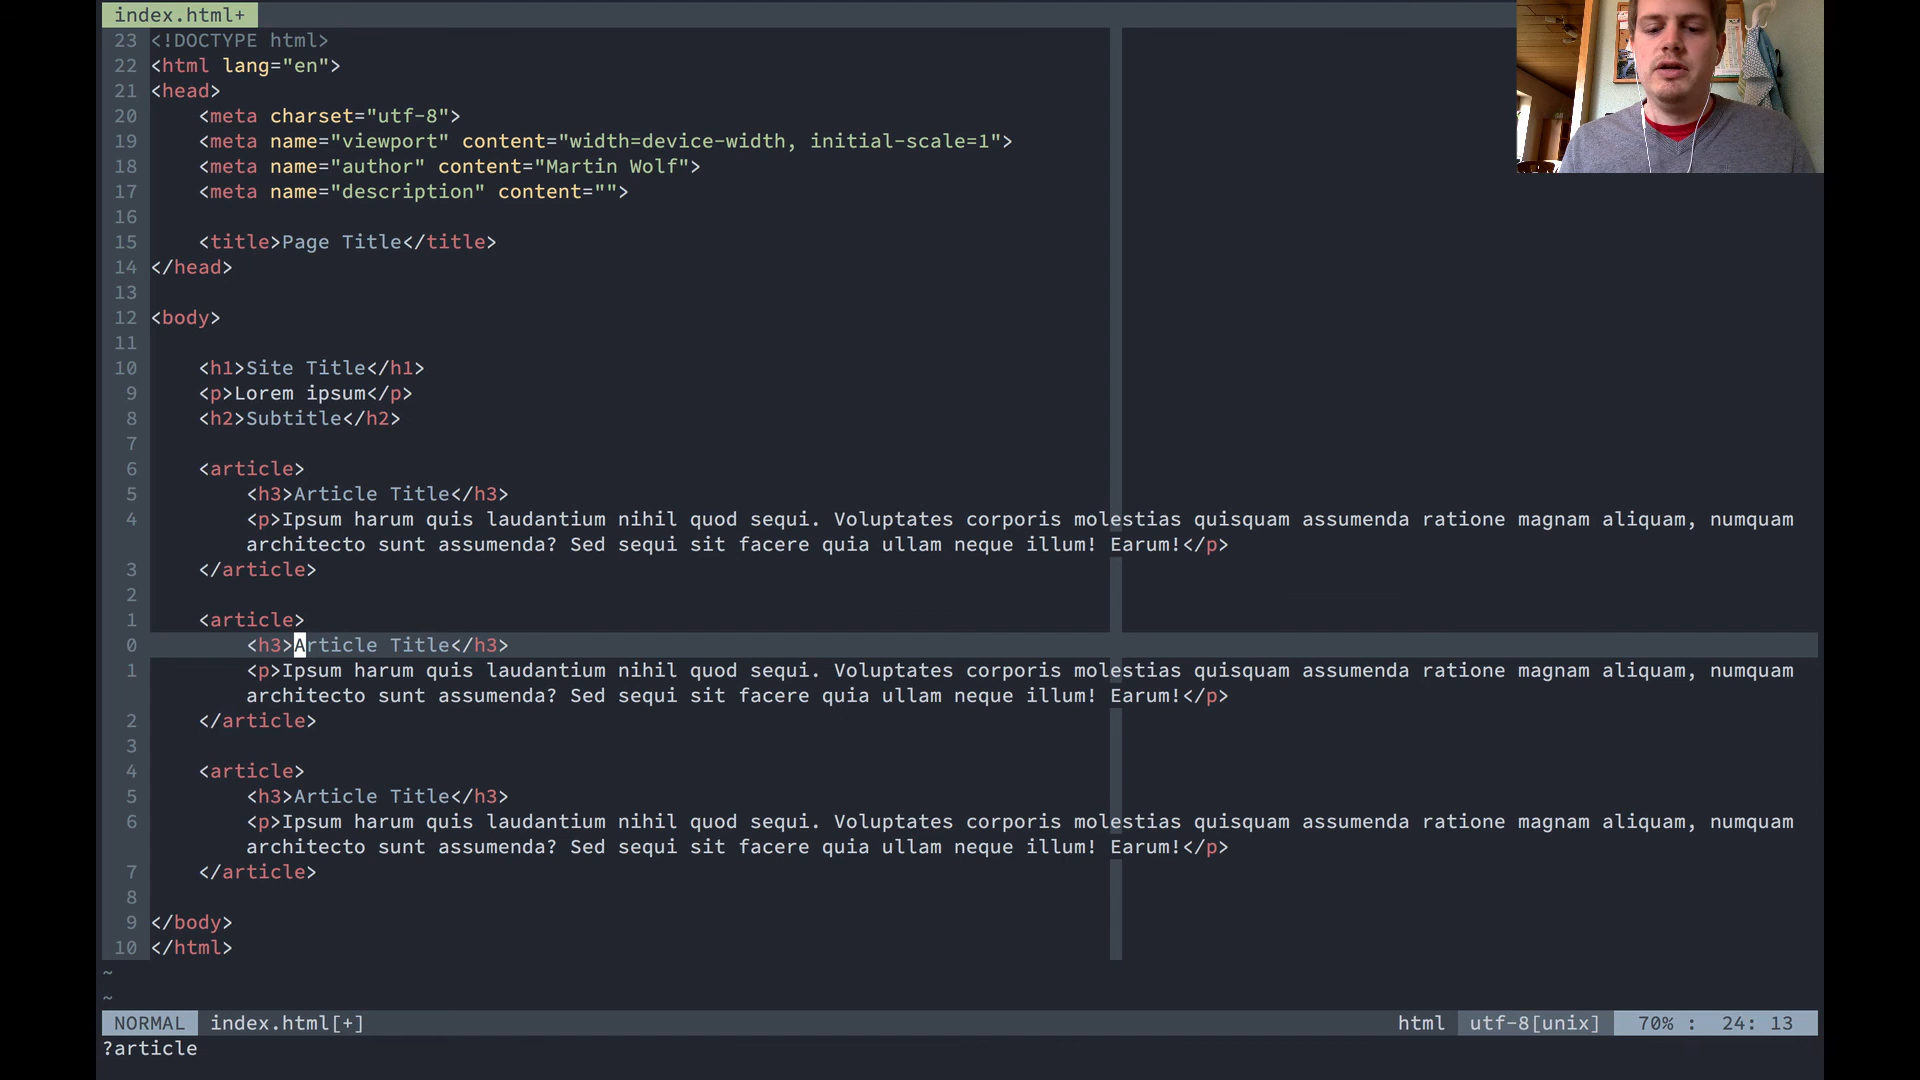 index.html+
23 <!DOCTYPE html>
22 <html lang="en">
21 <head>
20     <meta charset="utf-8">
19     <meta name="viewport" content="width=device-width, initial-scale=1">
18     <meta name="author" content="Martin Wolf">
17     <meta name="description" content="">
16
15     <title>Page Title</title>
14 </head>
13
12 <body>
11
10     <h1>Site Title</h1>
9     <p>Lorem ipsum</p>
8     <h2>Subtitle</h2>
7
6     <article>
5         <h3>Article Title</h3>
4         <p>Ipsum harum quis laudantium nihil quod sequi. Voluptates corporis molestias quisquam assumenda ratione magnam aliquam, numquam
architecto sunt assumenda? Sed sequi sit facere quia ullam neque illum! Earum!</p>
3     </article>
2
1     <article>
0         <h3>Article Title</h3>
1         <p>Ipsum harum quis laudantium nihil quod sequi. Voluptates corporis molestias quisquam assumenda ratione magnam aliquam, numquam
architecto sunt assumenda? Sed sequi sit facere quia ullam neque illum! Earum!</p>
2     </article>
3
4     <article>
5         <h3>Article Title</h3>
6         <p>Ipsum harum quis laudantium nihil quod sequi. Voluptates corporis molestias quisquam assumenda ratione magnam aliquam, numquam
architecto sunt assumenda? Sed sequi sit facere quia ullam neque illum! Earum!</p>
7     </article>
8
9 </body>
10 </html>
~
~
NORMAL index.html[+] html utf-8[unix] 70% : 24: 13
?article